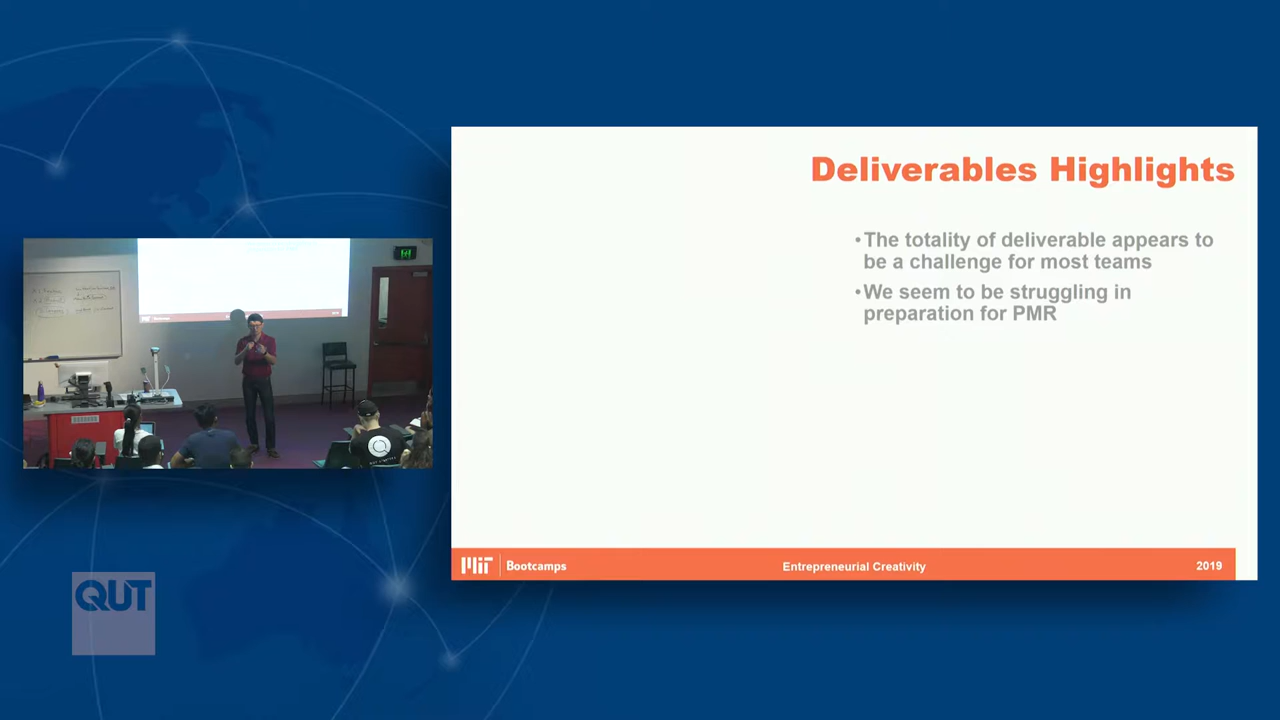 Deliverables Highlights
•The totality of deliverable appears to
be a challenge for most teams
•We seem to be struggling in
preparation for PMR
MIT Bootcamps
Entrepreneurial Creativity
2019
QUT